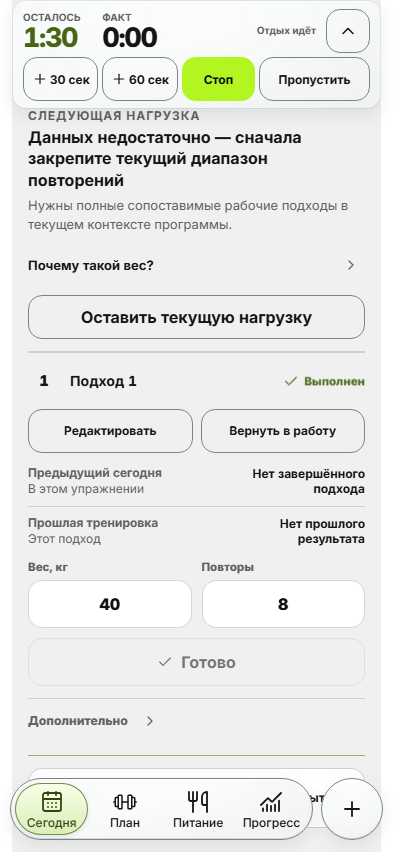 ОСТАЛОСЬ ФАКТ
1:30 0:00 Отдых идёт
+ 30 сек + 60 сек Стоп Пропустить
СЛЕДУЮЩАЯ НАГРУЗКА
Данных недостаточно — сначала
закрепите текущий диапазон
повторений
Нужны полные сопоставимые рабочие подходы в
текущем контексте программы.
Почему такой вес?
Оставить текущую нагрузку
1 Подход 1 Выполнен
Редактировать Вернуть в работу
Предыдущий сегодня Нет завершённого
В этом упражнении подхода
Прошлая тренировка Нет прошлого
Этот подход результата
Вес, кг Повторы
40 8
Готово
Дополнительно
Сегодня План Питание Прогресс